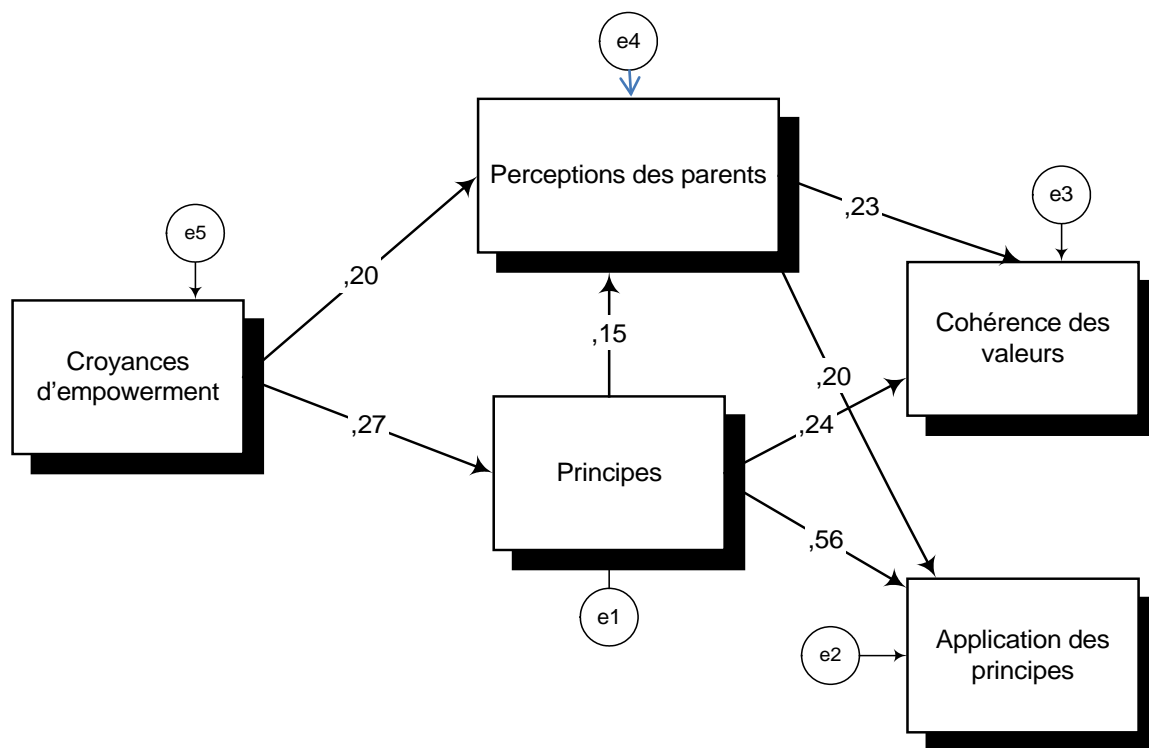 e4
Perceptions des parents
,23
e3
e5
,20
Cohérence des
valeurs
Croyances
d’empowerment
,15
,20
,27
,24
Principes
,56
e1
e2
Application des
principes